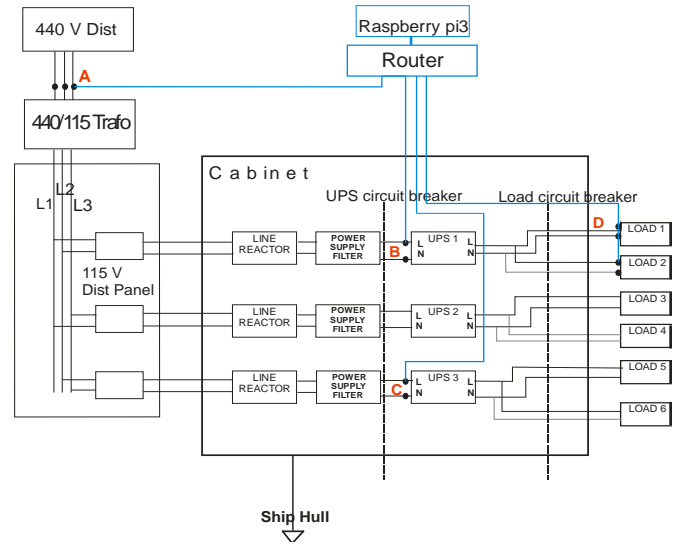 440 V Dist
Raspberry pi3
Router
A
440/115 Trafo
Cabinet
UPS circuit breaker
Load circuit breaker
L1
L2
L3
115 V
Dist Panel
LINE
REACTOR
POWER
SUPPLY
FILTER
B
L
N
UPS 1
L
N
D
LOAD 1
LOAD 2
LINE
REACTOR
POWER
SUPPLY
FILTER
L
N
UPS 2
L
N
LOAD 3
LOAD 4
LINE
REACTOR
POWER
SUPPLY
FILTER
C
L
N
UPS 3
L
N
LOAD 5
LOAD 6
Ship Hull